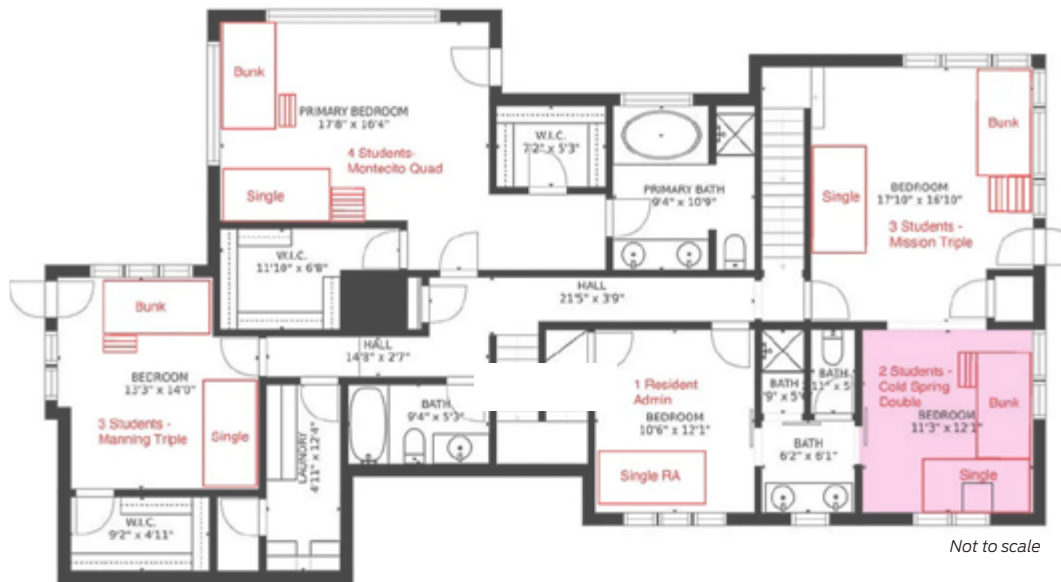 Bunk
PRIMARY BEDROOM
17'8" x 16'4"
4 Students-
Montecito Quad
Single
W.I.C.
7'2" x 5'3"
PRIMARY BATH
9'4" x 10'9"
Bunk
Single
BEDROOM
17'10" x 16'10"
3 Students -
Mission Triple
W.I.C.
11'10" x 6'8"
HALL
21'5" x 3'9"
Bunk
HALL
14'8" x 2'7"
BEDROOM
13'3" x 14'0"
3 Students -
Manning Triple
Single
BATH
9'4" x 5'3"
LAUNDRY
4'11" x 12'4"
W.I.C.
9'2" x 4'11"
1 Resident
Admin
BEDROOM
10'6" x 12'1"
Single RA
BATH
BATH
BATH
6'2" x 6'1"
2 Students -
Cold Spring
Double
BEDROOM
11'3" x 12'1"
Bunk
Single
Not to scale